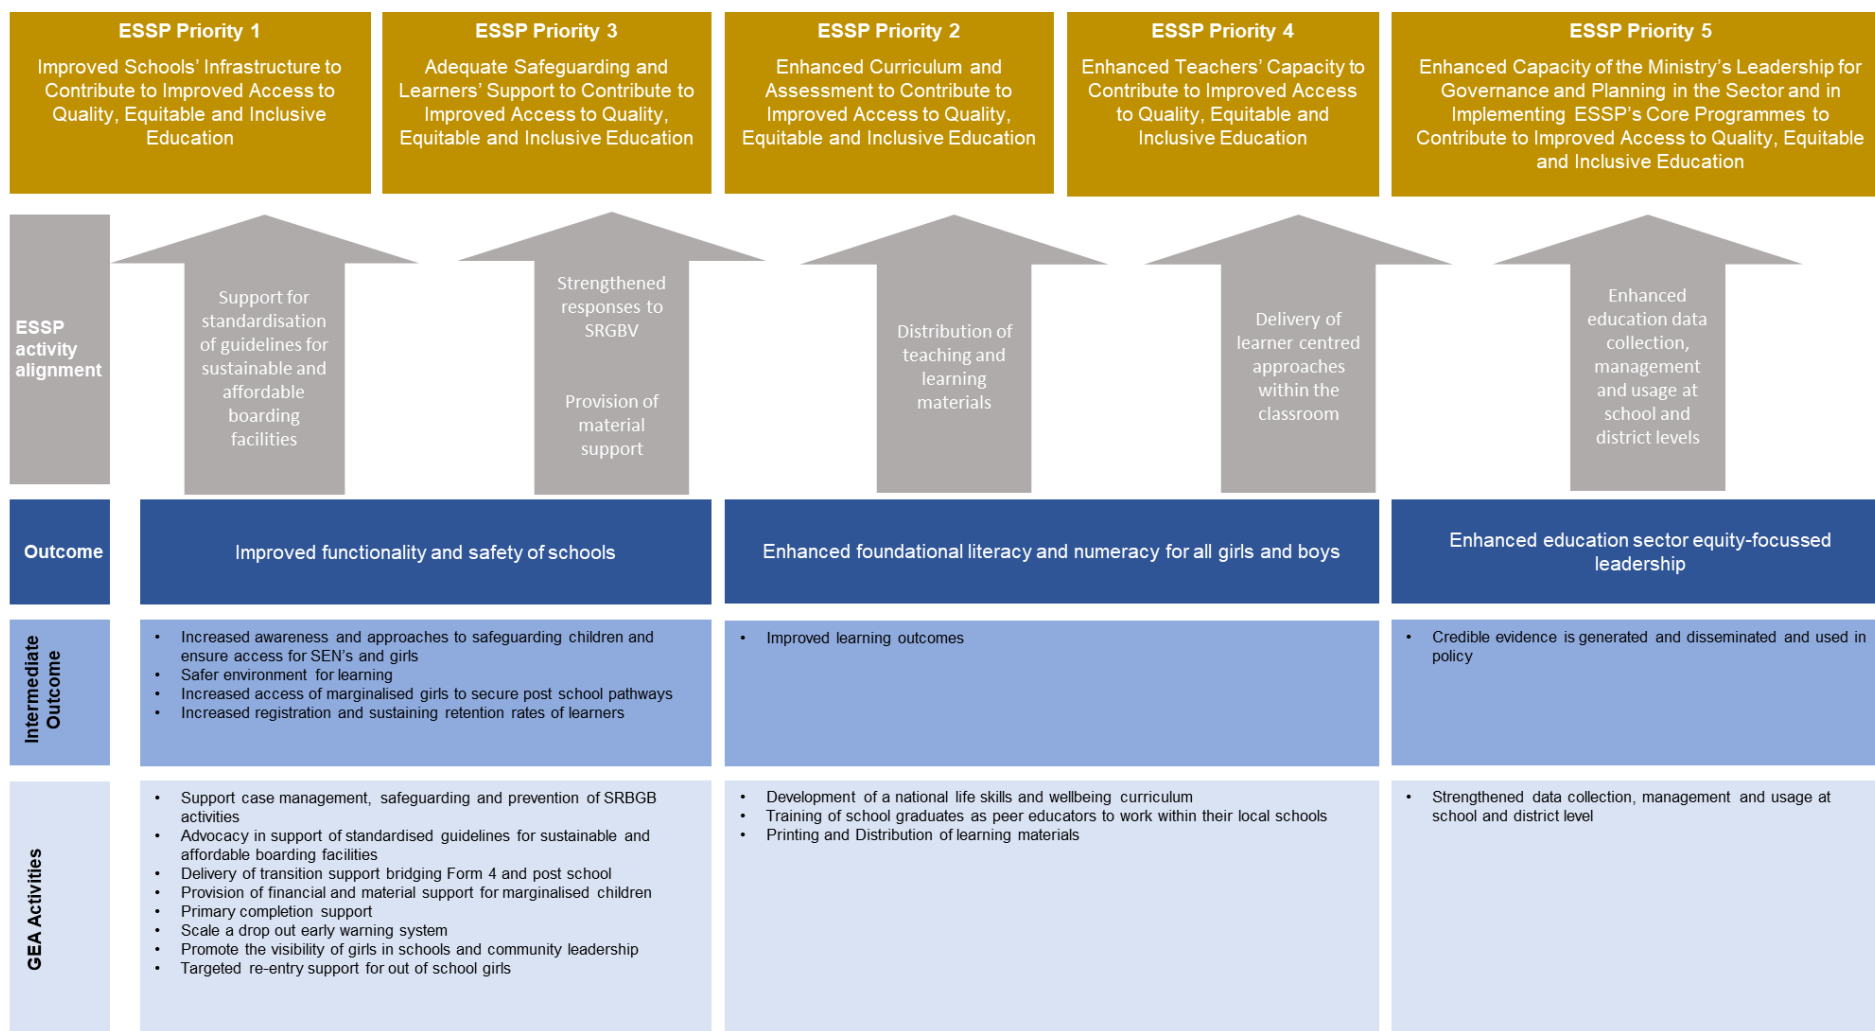 ESSP Priority 1
Improved Schools’ Infrastructure to
Contribute to Improved Access to
Quality, Equitable and Inclusive
Education
ESSP Priority 3
Adequate Safeguarding and
Learners’ Support to Contribute to
Improved Access to Quality,
Equitable and Inclusive Education
ESSP Priority 2
Enhanced Curriculum and
Assessment to Contribute to
Improved Access to Quality,
Equitable and Inclusive Education
ESSP Priority 4
Enhanced Teachers’ Capacity to
Contribute to Improved Access
to Quality, Equitable and
Inclusive Education
ESSP Priority 5
Enhanced Capacity of the Ministry’s Leadership for
Governance and Planning in the Sector and in
Implementing ESSP’s Core Programmes to
Contribute to Improved Access to Quality, Equitable
and Inclusive Education
ESSP
activity
alignment
Support for
standardisation
of guidelines for
sustainable and
affordable
boarding
facilities
Strengthened
responses to
SRGBV
Provision of
material
support
Distribution of
teaching and
learning
materials
Delivery of
learner centred
approaches
within the
classroom
Enhanced
education data
collection,
management
and usage at
school and
district levels
Outcome
Improved functionality and safety of schools
Enhanced foundational literacy and numeracy for all girls and boys
Enhanced education sector equity-focussed
leadership
Intermediate
Outcome
• Increased awareness and approaches to safeguarding children and
ensure access for SEN’s and girls
• Safer environment for learning
• Increased access of marginalised girls to secure post school pathways
• Increased registration and sustaining retention rates of learners
• Improved learning outcomes
• Credible evidence is generated and disseminated and used in
policy
GEA Activities
• Support case management, safeguarding and prevention of SRBGB
activities
• Advocacy in support of standardised guidelines for sustainable and
affordable boarding facilities
• Delivery of transition support bridging Form 4 and post school
• Provision of financial and material support for marginalised children
• Primary completion support
• Scale a drop out early warning system
• Promote the visibility of girls in schools and community leadership
• Targeted re-entry support for out of school girls
• Development of a national life skills and wellbeing curriculum
• Training of school graduates as peer educators to work within their local schools
• Printing and Distribution of learning materials
• Strengthened data collection, management and usage at
school and district level